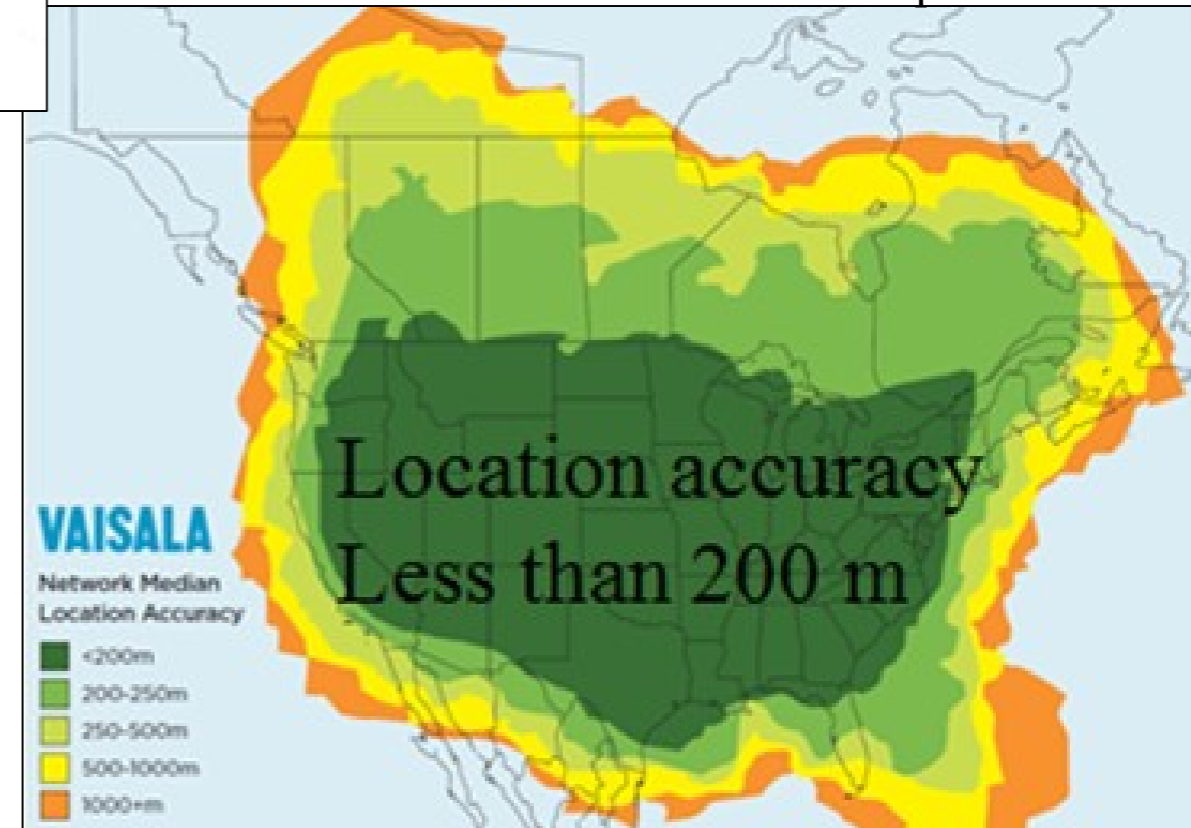 Location accuracy
Less than 200 m
VAISALA
Network Median
Location Accuracy
<200m
200-250m
250-500m
500-1000m
1000+m